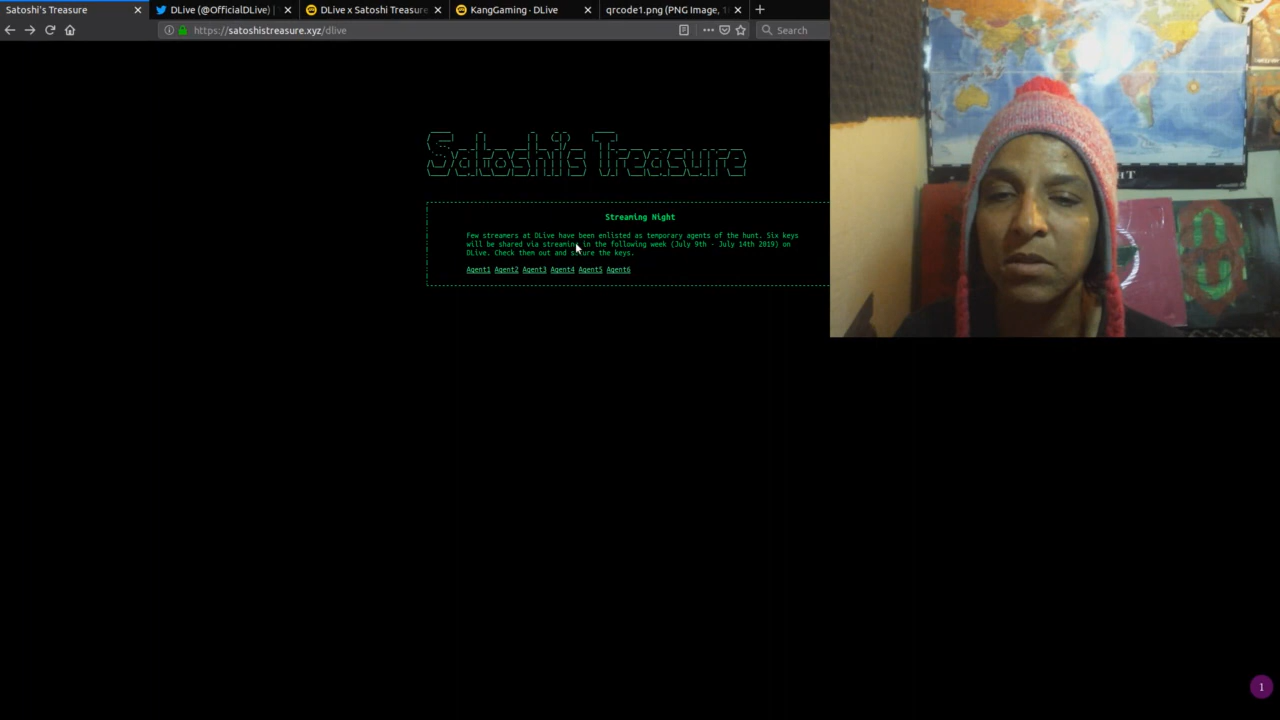 Satoshi's Treasure
DLive (@OfficialDLive) |
DLive x Satoshi Treasure
KangGaming - DLive
qrcode1.png (PNG Image, 1
https://satoshistreasure.xyz/dlive
Search
Satoshi's Treasure
Streaming Night
Few streamers at DLive have been enlisted as temporary agents of the hunt. Six keys
will be shared via streaming in the following week (July 9th - July 14th 2019) on
DLive. Check them out and secure the keys.
Agent1 Agent2 Agent3 Agent4 Agent5 Agent6
1